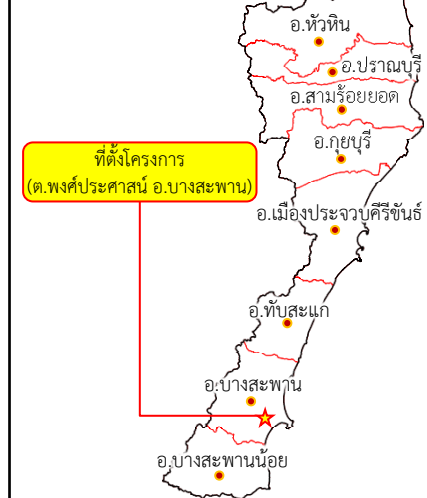 อ.หัวหิน
อ.ปราณบุรี
อ.สามร้อยยอด
อ.กุยบุรี
ที่ตั้งโครงการ
(ต.พงศ์ประศาสน์ อ.บางสะพาน)
อ.เมืองประจวบคีรีขันธ์
อ.ทับสะแก
อ.บางสะพาน
อ.บางสะพานน้อย